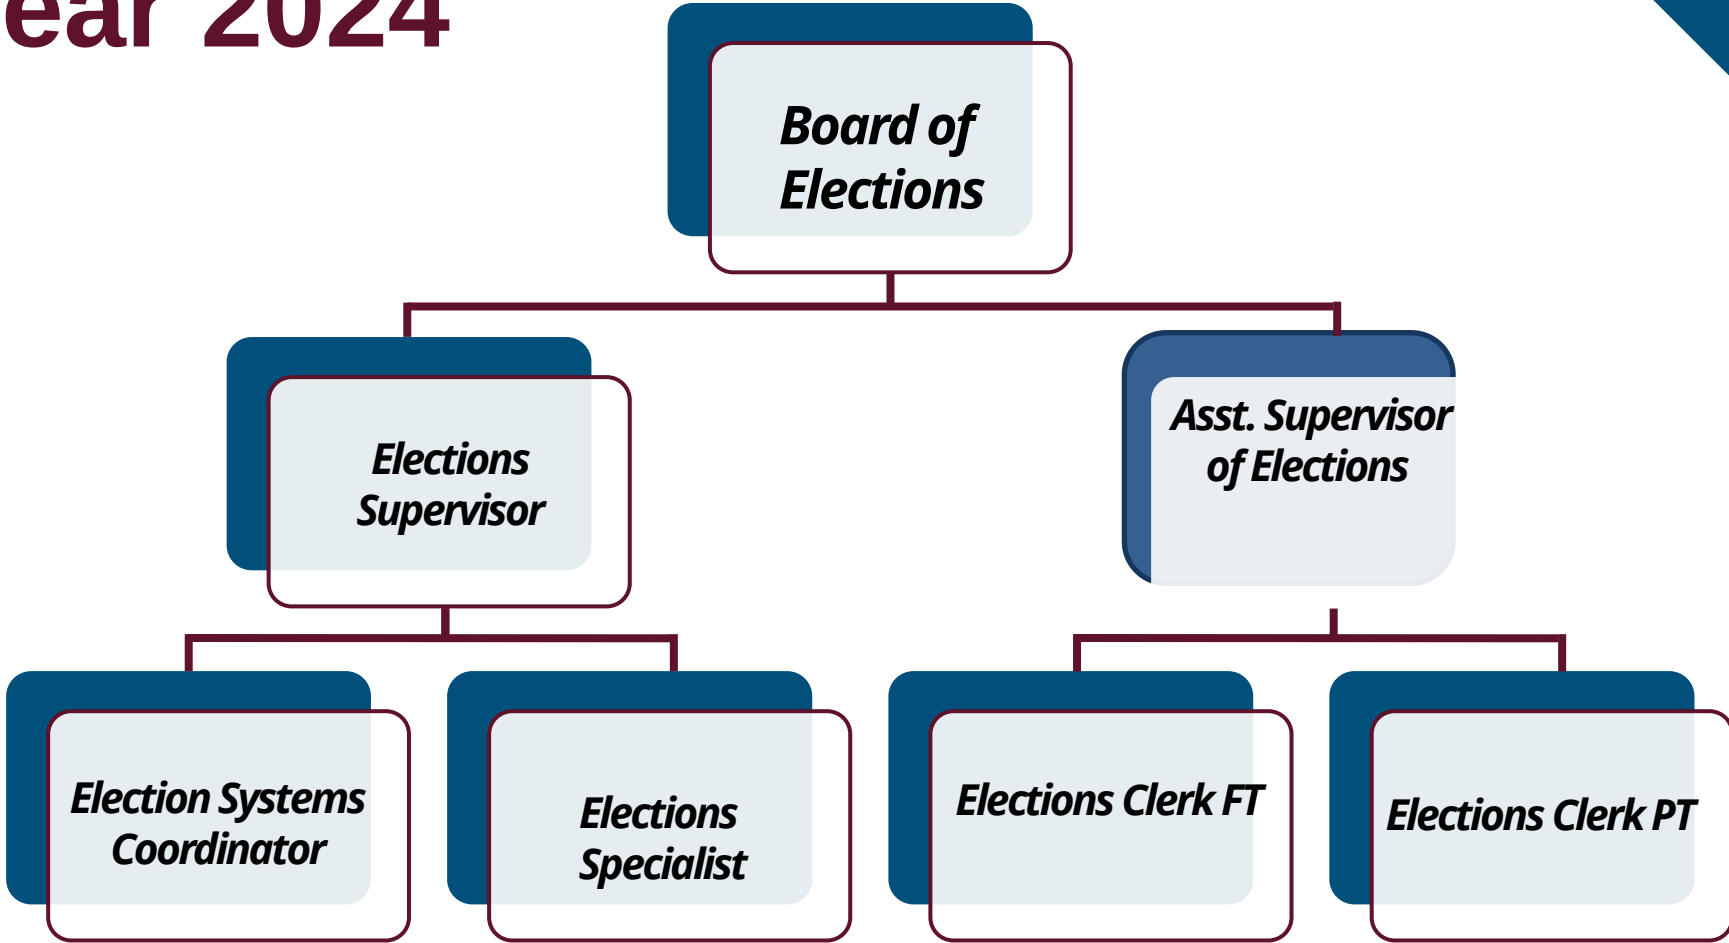 ear 2024
Board of
Elections
Elections
Supervisor
Asst. Supervisor
of Elections
Election Systems
Coordinator
Elections
Specialist
Elections Clerk FT
Elections Clerk PT